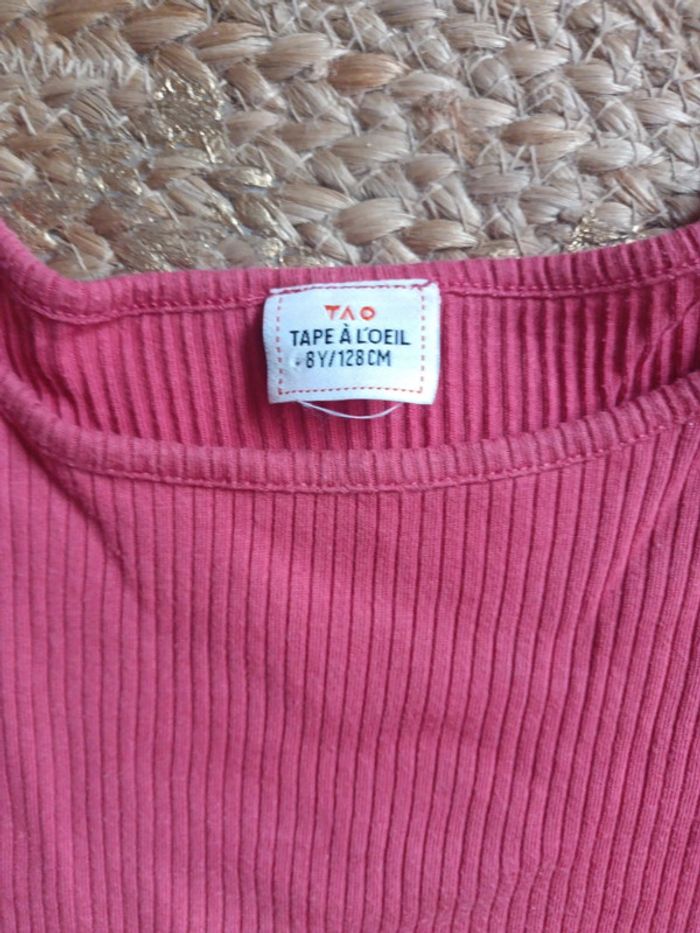 TAO
TAPE À L'OEIL
8Y/128CM